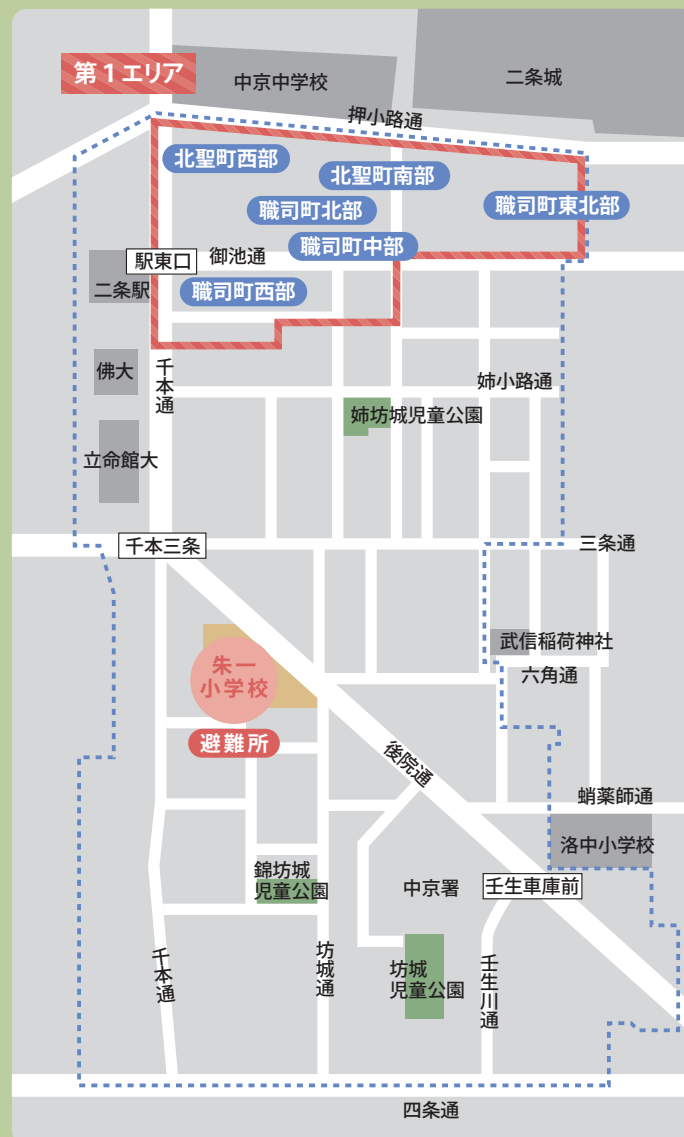 第1エリア
中京中学校
二条城
押小路通
北聖町西部
北聖町南部
職司町北部
職司町東北部
職司町中部
御池通
駅東口
二条駅
職司町西部
佛大
千本通
姉小路通
姉坊城児童公園
立命館大
千本三条
三条通
武信稲荷神社
六角通
朱一
小学校
避難所
後院通
蛸薬師通
洛中小学校
錦坊城
児童公園
中京署
壬生車庫前
千本通
坊城通
坊城
児童公園
壬生川通
四条通